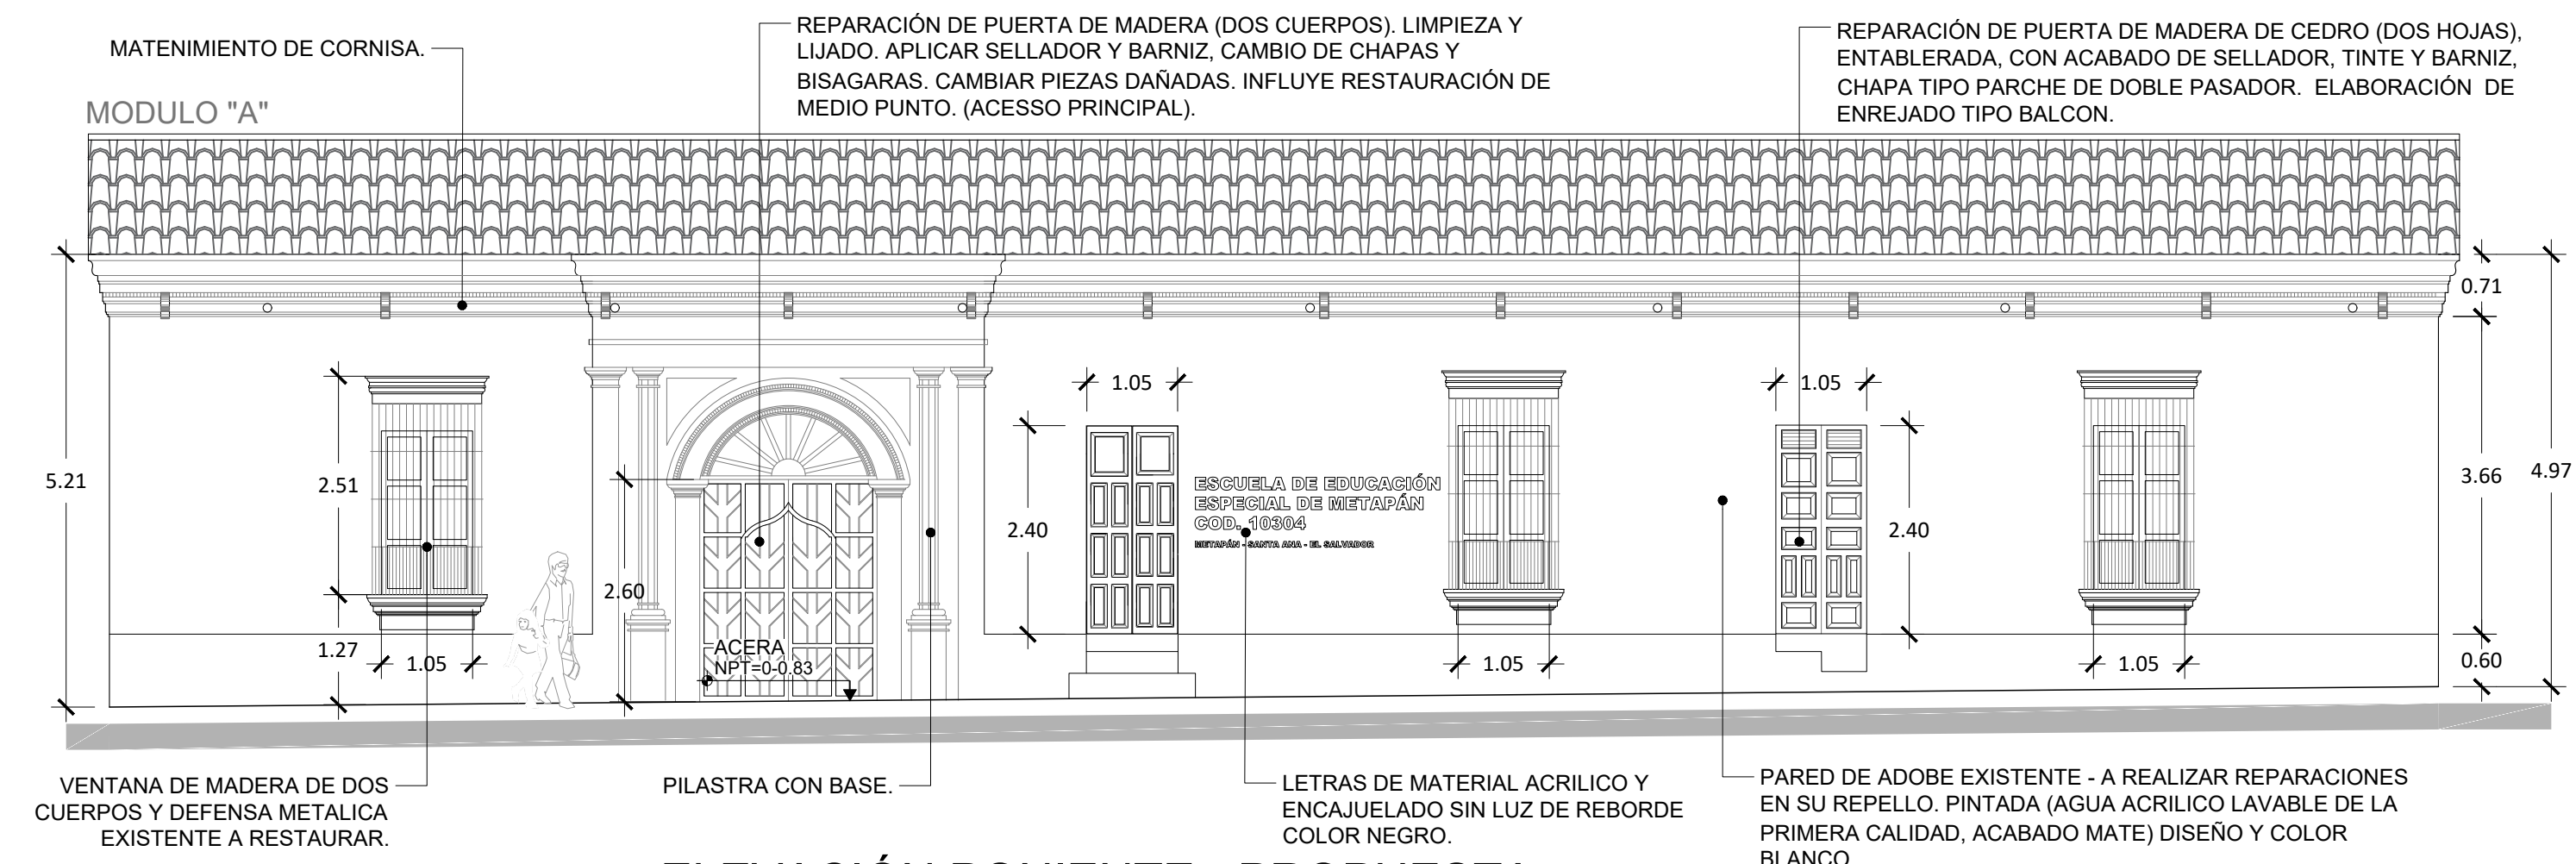 MATENIMIENTO DE CORNISA.
REPARACIÓN DE PUERTA DE MADERA (DOS CUERPOS). LIMPIEZA Y
LIJADO. APLICAR SELLADOR Y BARNIZ, CAMBIO DE CHAPAS Y
BISAGARAS. CAMBIAR PIEZAS DAÑADAS. INFLUYE RESTAURACIÓN DE
MEDIO PUNTO. (ACESSO PRINCIPAL).
REPARACIÓN DE PUERTA DE MADERA DE CEDRO (DOS HOJAS),
ENTABLERADA, CON ACABADO DE SELLADOR, TINTE Y BARNIZ,
CHAPA TIPO PARCHE DE DOBLE PASADOR. ELABORACIÓN DE
ENREJADO TIPO BALCON.
MODULO "A"
0.71
1.05
1.05
5.21
2.51
2.60
2.40
ESCUELA DE EDUCACIÓN
ESPECIAL DE METAPÁN
COD. 10304
METAPÁN - SANTA ANA - EL SALVADOR
2.40
3.66
4.97
1.27
1.05
ACERA
NPT=0-0.83
1.05
1.05
0.60
VENTANA DE MADERA DE DOS
CUERPOS Y DEFENSA METALICA
EXISTENTE A RESTAURAR.
PILASTRA CON BASE.
LETRAS DE MATERIAL ACRILICO Y
ENCAJUELADO SIN LUZ DE REBORDE
COLOR NEGRO.
PARED DE ADOBE EXISTENTE - A REALIZAR REPARACIONES
EN SU REPELLO. PINTADA (AGUA ACRILICO LAVABLE DE LA
PRIMERA CALIDAD, ACABADO MATE) DISEÑO Y COLOR
BLANCO
ELEVACIÓN PONIENTE - PROPUESTA